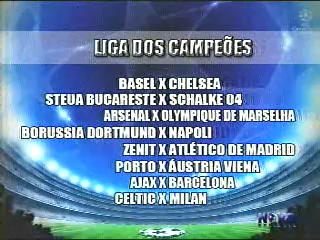 LIGA DOS CAMPEÕES
BASEL X CHELSEA
STEUA BUCARESTE X SCHALKE 04
ARSENAL X OLYMPIQUE DE MARSELHA
BORUSSIA DORTMUND X NAPOLI
ZENIT X ATLÉTICO DE MADRID
PORTO X ÁUSTRIA VIENA
AJAX X BARCELONA
CELTIC X MILAN